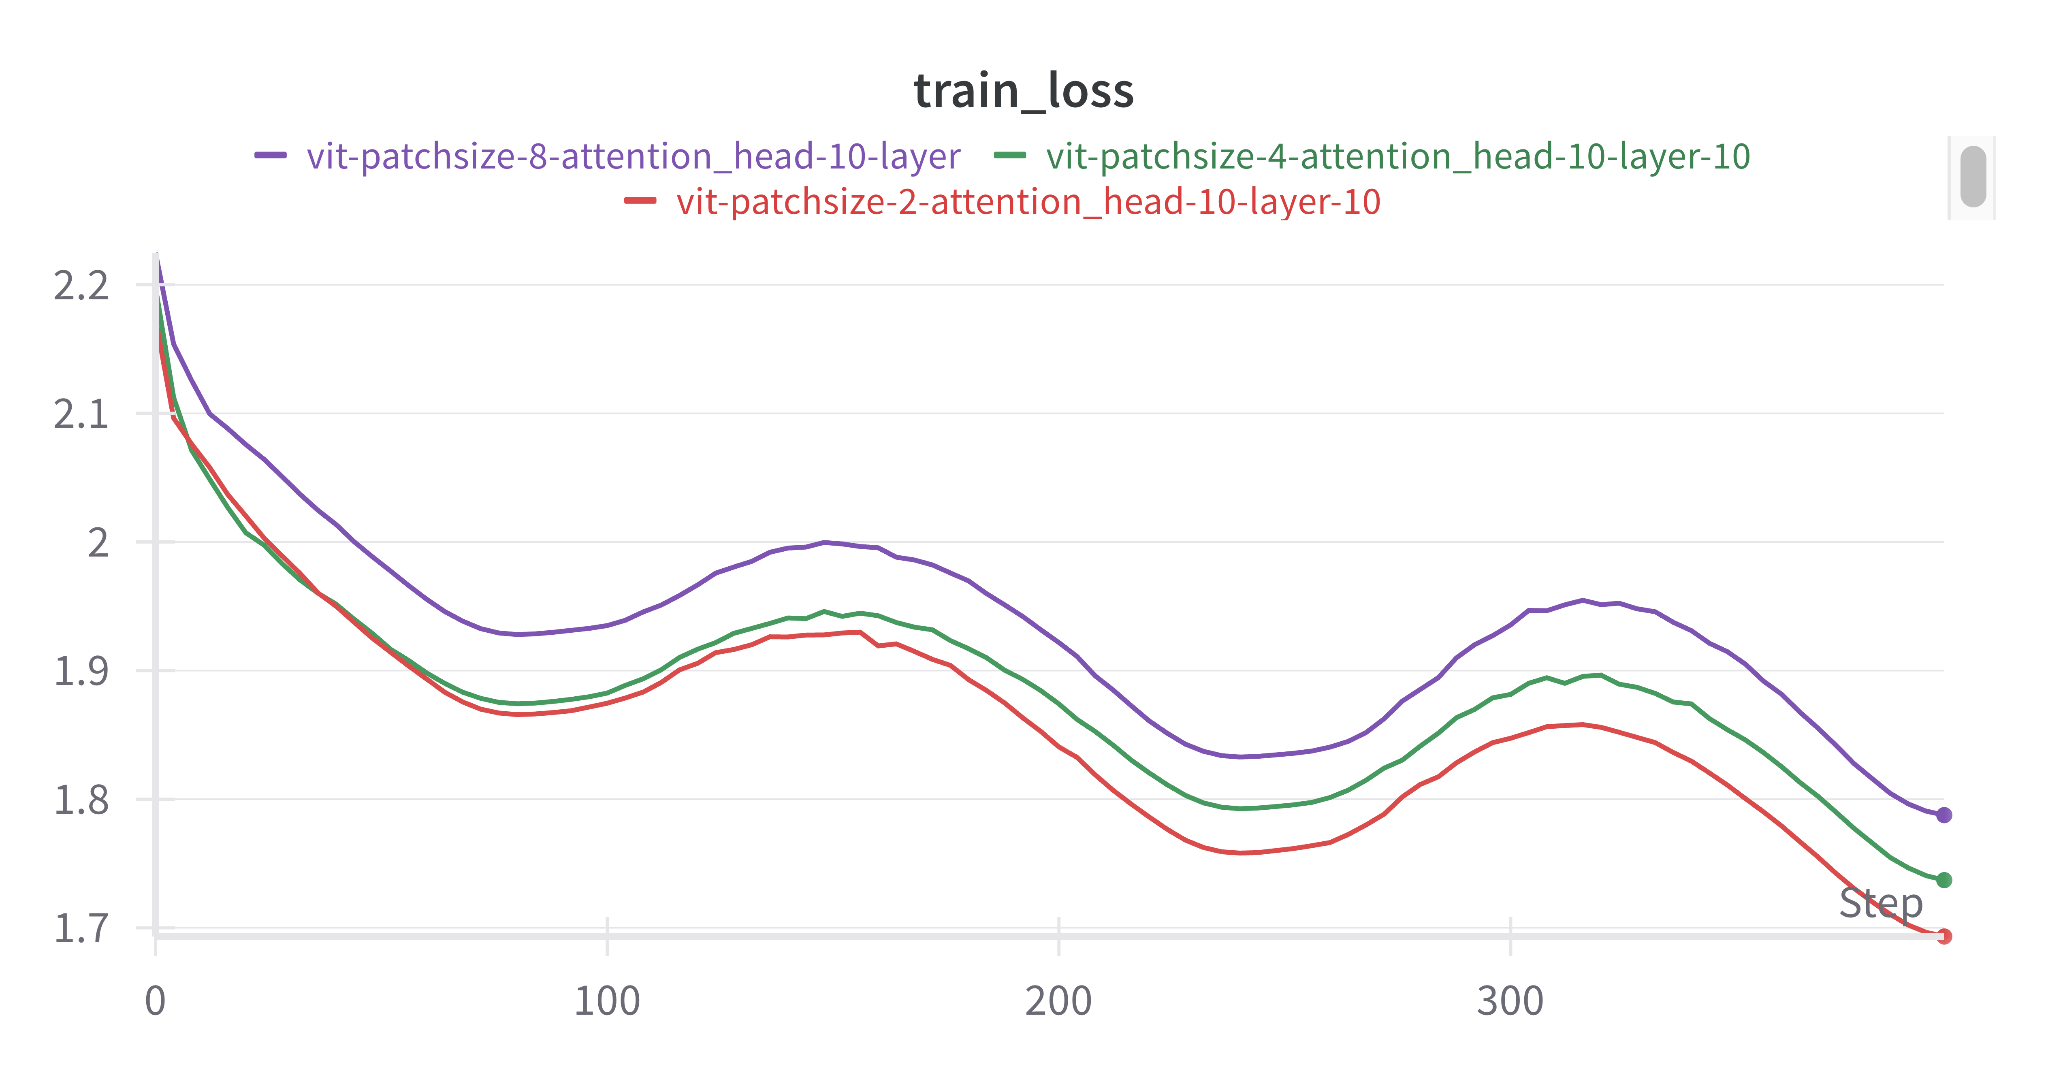 train_loss
vit-patchsize-8-attention_head-10-layer vit-patchsize-4-attention_head-10-layer-10
vit-patchsize-2-attention_head-10-layer-10
2.2
2.1
2
1.9
1.8
1.7
Step
0 100 200 300